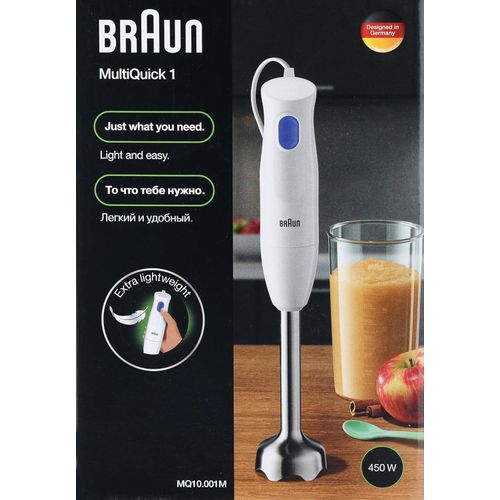 BRAUN
MultiQuick 1
Designed in
Germany
Just what you need.
Light and easy.
То что тебе нужно.
Легкий и удобный.
BRAUN
Extra lightweight
MQ10.001M
450 W